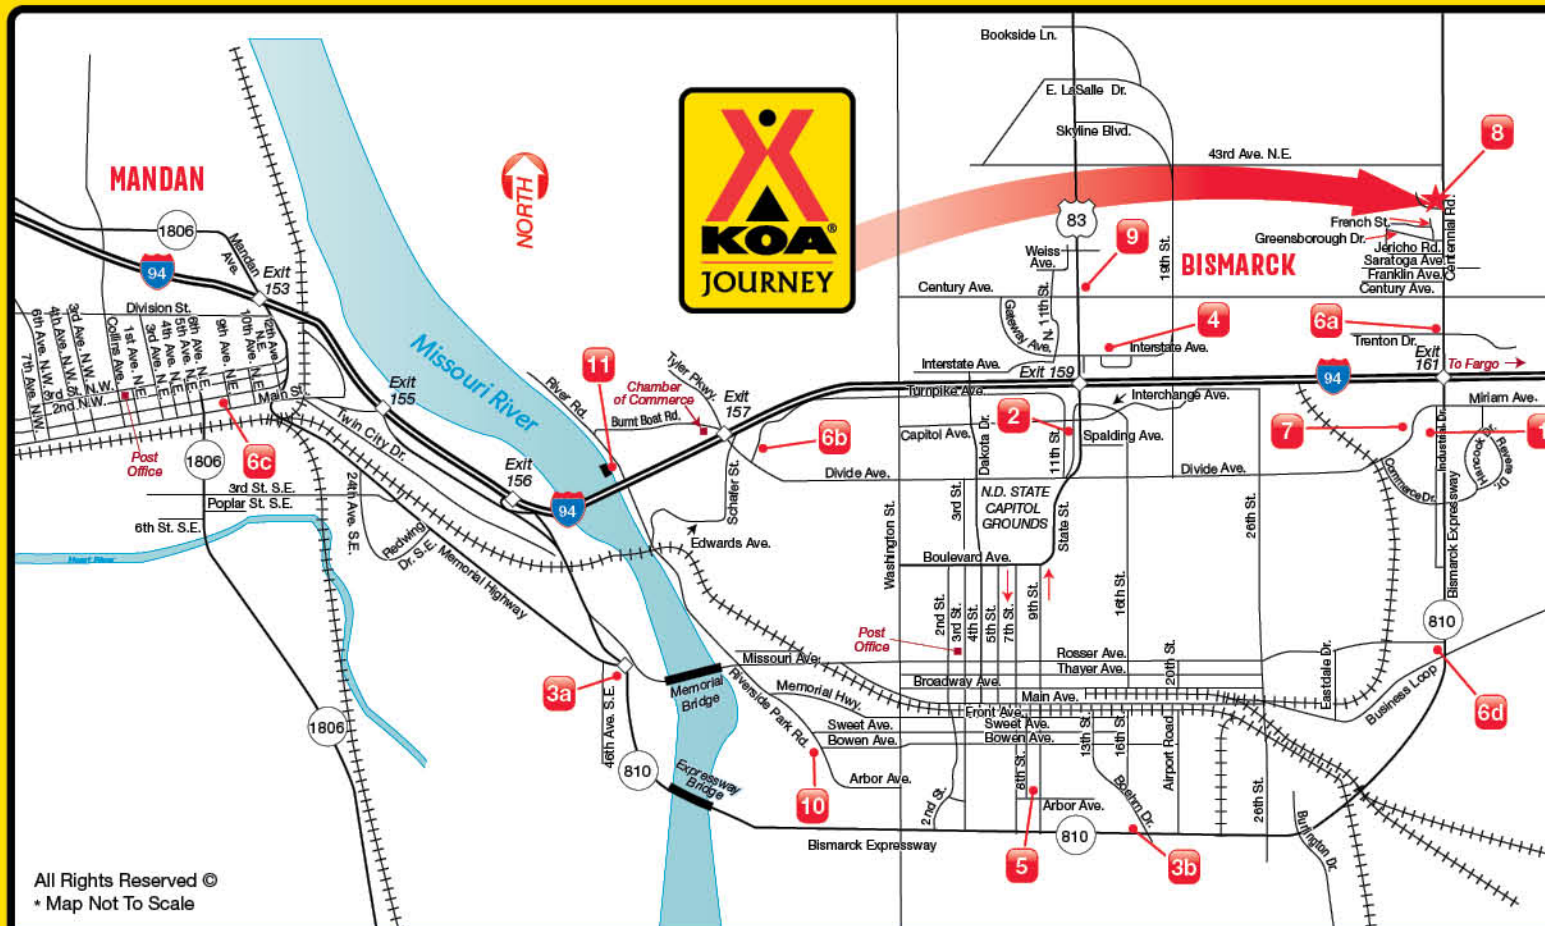 Bookside Ln.
E. LaSalle Dr.
Skyline Blvd.
43rd Ave. N.E.
8
MANDAN
NORTH
KOA®
JOURNEY
1806
83
9
French St.
Greensborough Dr.
Jericho Rd.
Saratoga Ave.
Franklin Ave.
Century Ave.
Centennial Rd.
Weiss
Ave.
19th St.
BISMARCK
Mandan
Ave.
94
Exit
153
Century Ave.
Gateway Ave.
N. 11th St.
4
6a
Division St.
7th Ave. N.W.
6th Ave. N.W.
4th Ave. N.W.
3rd Ave. N.W.
Collins Ave.
1st Ave. N.E.
3rd Ave. N.E.
4th Ave. N.E.
5th Ave. N.E.
6th Ave. N.E.
9th Ave. N.E.
10th Ave. N.E.
12th Ave.
N.E.
5th N.W.
3rd
2nd N.W.
Main St.
Missouri River
Interstate Ave.
Interstate Ave.
Trenton Dr.
Exit
161
To Fargo
Exit 159
94
11
River Rd.
Tyler Pkwy.
Chamber
of Commerce
Burnt Boat Rd.
Exit
157
Exit
155
Twin City Dr.
Turnpike Ave.
Interchange Ave.
Miriam Ave.
Capitol Ave.
Dakota Dr.
2
11th St.
Spalding Ave.
7
1
Industrial Dr.
Hancock Dr.
Revere Dr.
6b
Post
Office
1806
6c
Exit
156
94
Divide Ave.
Divide Ave.
Commerce Dr.
3rd St. S.E.
Poplar St. S.E.
6th St. S.E.
24th Ave. S.E.
Redwing
Dr. S.E.
Schafer St.
Edwards Ave.
Washington St.
3rd St.
N.D. STATE
CAPITOL
GROUNDS
State St.
26th St.
Bismarck Expressway
Heart River
Memorial Highway
Boulevard Ave.
2nd St.
3rd St.
4th St.
5th St.
7th St.
9th St.
16th St.
810
Post
Office
3a
46th Ave. S.E.
Missouri Ave.
Rosser Ave.
Thayer Ave.
Broadway Ave.
20th St.
Eastdale Dr.
Business Loop
6d
Memorial
Bridge
Riverside Park Rd.
Memorial Hwy.
Main Ave.
Front Ave.
Sweet Ave.
Sweet Ave.
Bowen Ave.
Bowen Ave.
13th St.
16th St.
Airport Road
1806
810
Expressway
Bridge
10
Arbor Ave.
2nd St.
8th St.
Arbor Ave.
Boehm Dr.
26th St.
Burlington Dr.
Bismarck Expressway
810
5
3b
All Rights Reserved ©
* Map Not To Scale